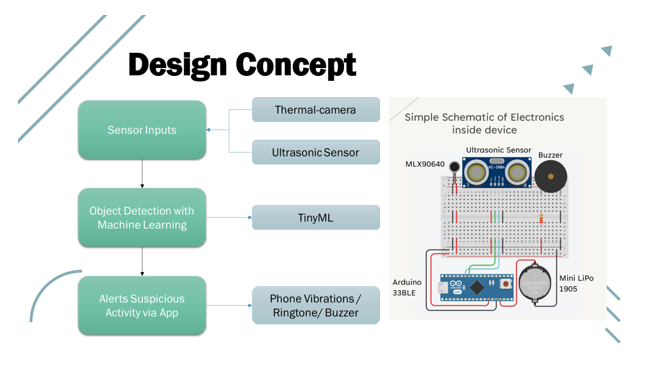 Design Concept
Sensor Inputs
Thermal-camera
Ultrasonic Sensor
Object Detection with
Machine Learning
TinyML
Alerts Suspicious
Activity via App
Phone Vibrations /
Ringtone/ Buzzer
Simple Schematic of Electronics
inside device
Ultrasonic Sensor
Buzzer
MLX90640
Arduino
33BLE
Mini LiPo
1905